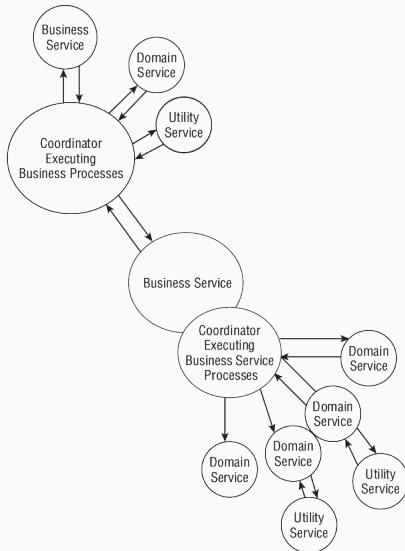 Business
Service
Domain
Service
Utility
Service
Coordinator
Executing
Business Processes
Business Service
Coordinator
Executing
Business Service
Processes
Domain
Service
Domain
Service
Domain
Service
Domain
Service
Utility
Service
Utility
Service